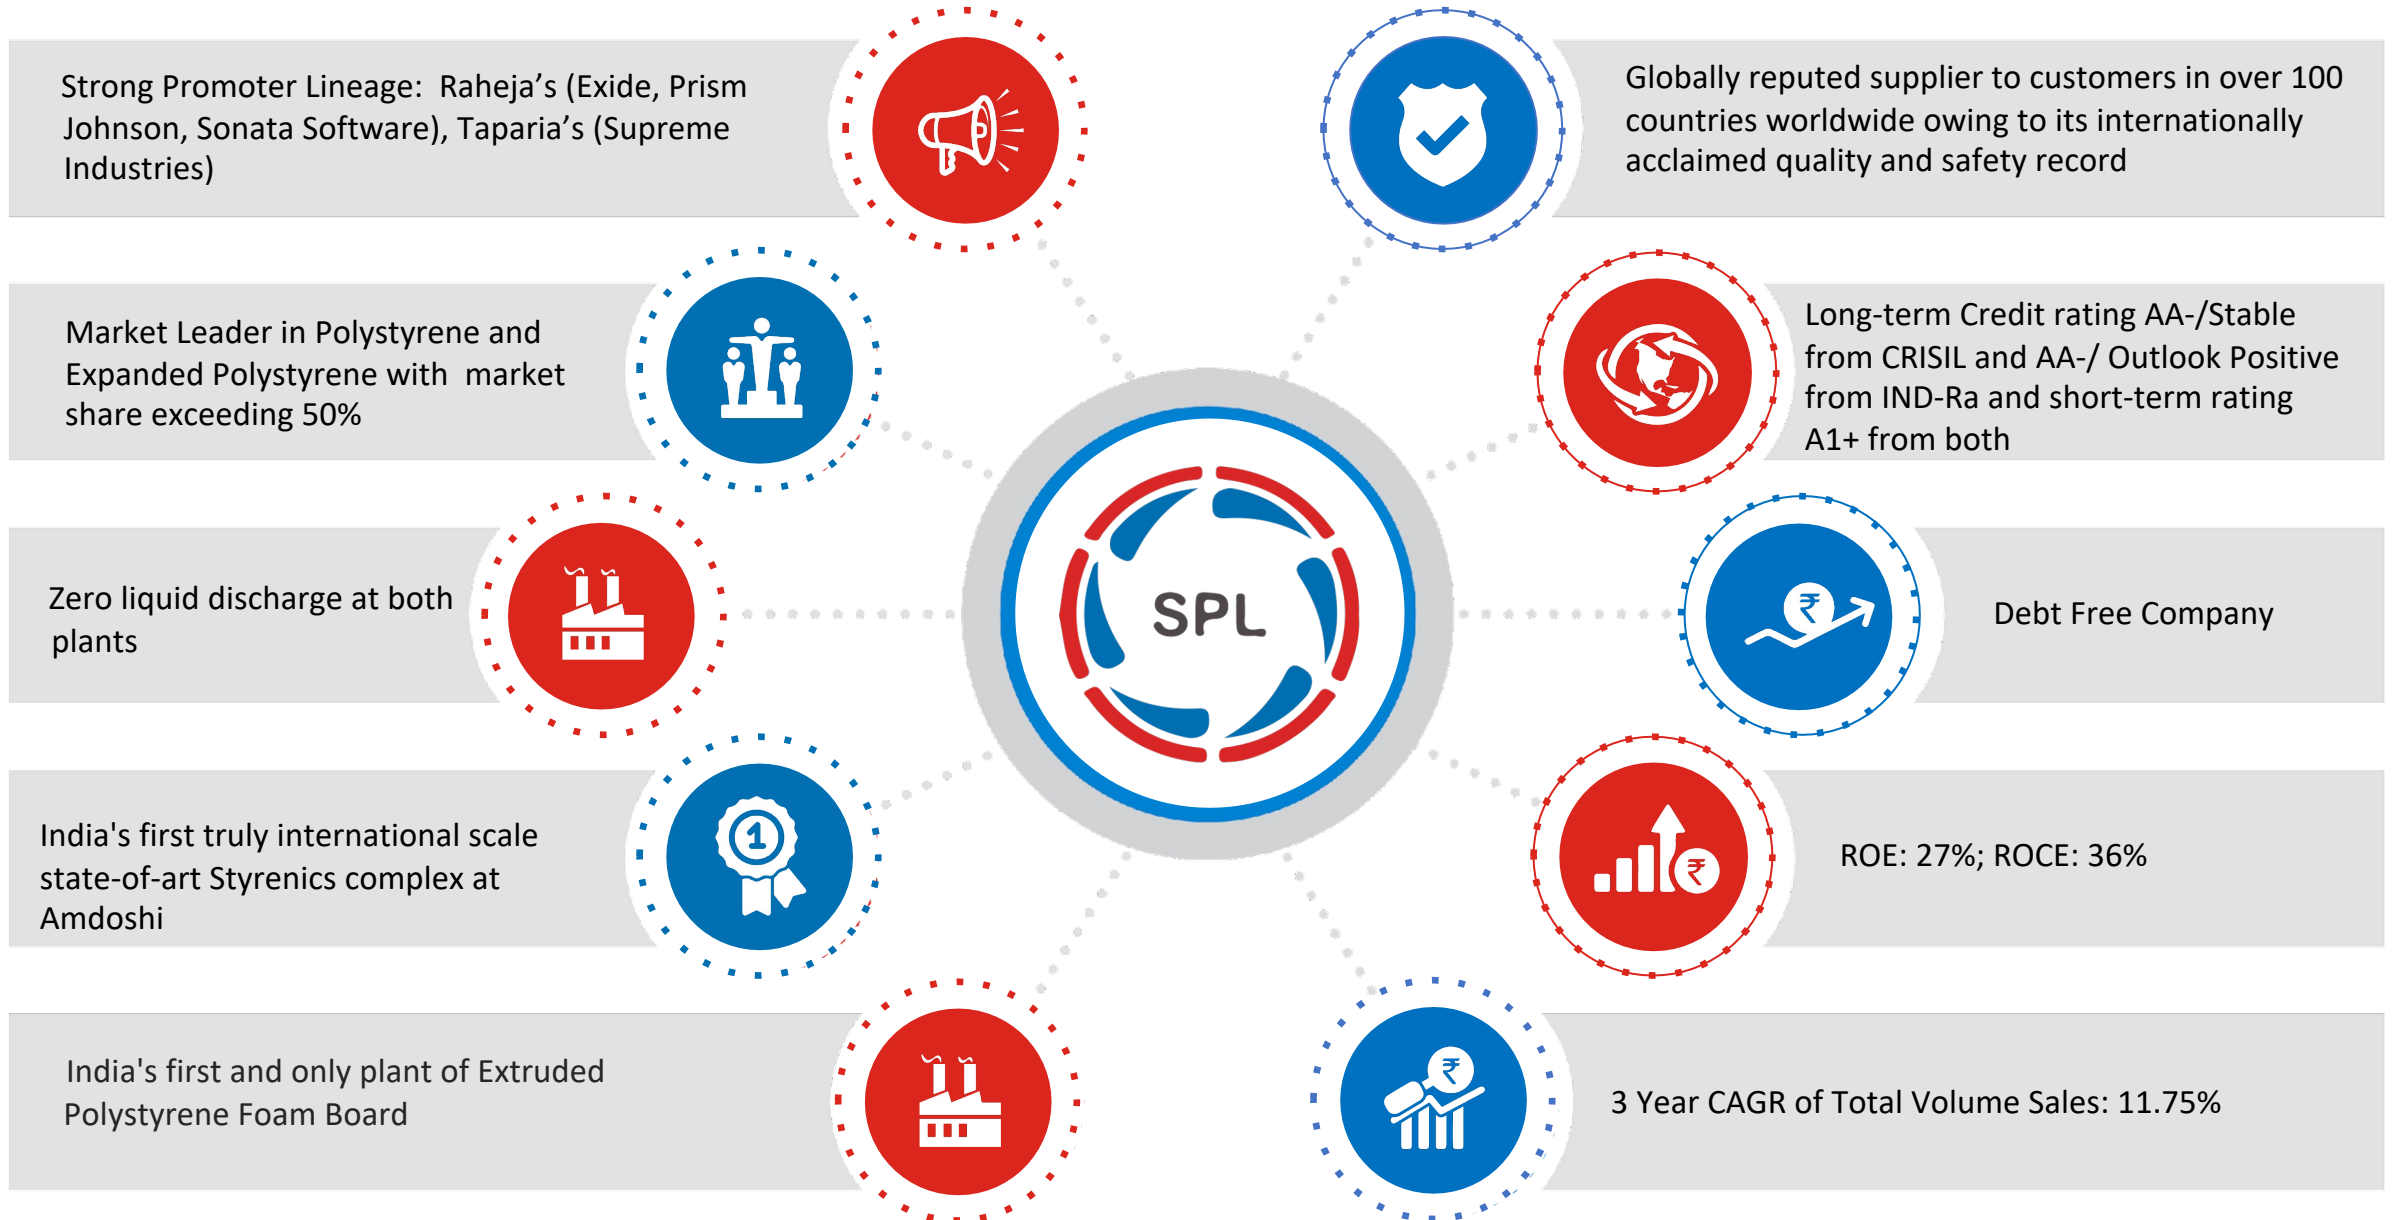 Strong Promoter Lineage: Raheja’s (Exide, Prism
Johnson, Sonata Software), Taparia’s (Supreme
Industries)
Market Leader in Polystyrene and
Expanded Polystyrene with market
share exceeding 50%
Zero liquid discharge at both
plants
India's first truly international scale
state-of-art Styrenics complex at
Amdoshi
1
India's first and only plant of Extruded
Polystyrene Foam Board
SPL
Globally reputed supplier to customers in over 100
countries worldwide owing to its internationally
acclaimed quality and safety record
Long-term Credit rating AA-/Stable
from CRISIL and AA-/ Outlook Positive
from IND-Ra and short-term rating
A1+ from both
₹
Debt Free Company
₹
ROE: 27%; ROCE: 36%
₹
3 Year CAGR of Total Volume Sales: 11.75%